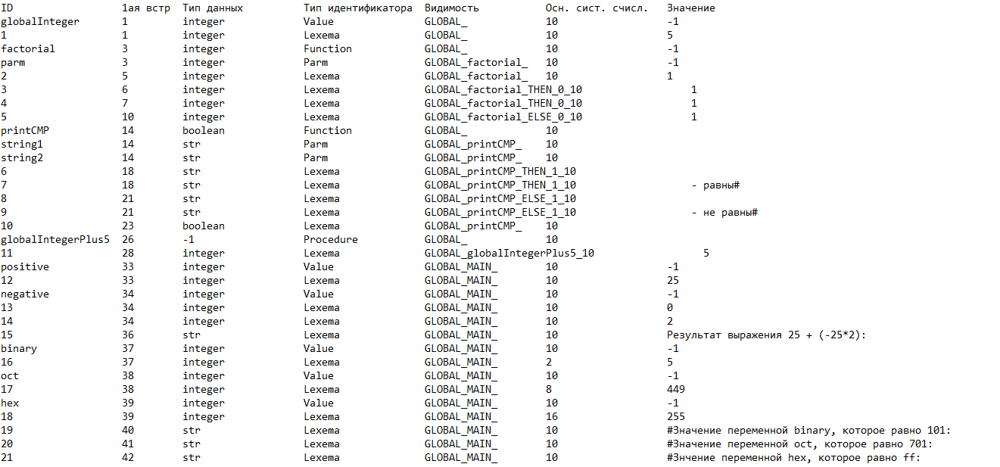 ID 1ая встр Тип данных Тип идентификатора Видимость Осн. сист. счисл. Значение
globalInteger 1 integer Value GLOBAL_ 10 -1
1 1 integer Lexema GLOBAL_ 10 5
factorial 3 integer Function GLOBAL_ 10 -1
parm 3 integer Parm GLOBAL_factorial_ 10 -1
2 5 integer Lexema GLOBAL_factorial_ 10 1
3 6 integer Lexema GLOBAL_factorial_THEN_0_10 1
4 7 integer Lexema GLOBAL_factorial_THEN_0_10 1
5 10 integer Lexema GLOBAL_factorial_ELSE_0_10 1
printCMP 14 boolean Function GLOBAL_ 10
string1 14 str Parm GLOBAL_printCMP_ 10
string2 14 str Parm GLOBAL_printCMP_ 10
6 18 str Lexema GLOBAL_printCMP_THEN_1_10
7 18 str Lexema GLOBAL_printCMP_THEN_1_10 - равны#
8 21 str Lexema GLOBAL_printCMP_ELSE_1_10
9 21 str Lexema GLOBAL_printCMP_ELSE_1_10 - не равны#
10 23 boolean Lexema GLOBAL_printCMP_ 10
globalIntegerPlus5 26 -1 Procedure GLOBAL_ 10
11 28 integer Lexema GLOBAL_globalIntegerPlus5_10 5
positive 33 integer Value GLOBAL_MAIN_ 10 -1
12 33 integer Lexema GLOBAL_MAIN_ 10 25
negative 34 integer Value GLOBAL_MAIN_ 10 -1
13 34 integer Lexema GLOBAL_MAIN_ 10 0
14 34 integer Lexema GLOBAL_MAIN_ 10 2
15 36 str Lexema GLOBAL_MAIN_ 10 Результат выражения 25 + (-25*2):
binary 37 integer Value GLOBAL_MAIN_ 10 -1
16 37 integer Lexema GLOBAL_MAIN_ 2 5
oct 38 integer Value GLOBAL_MAIN_ 10 -1
17 38 integer Lexema GLOBAL_MAIN_ 8 449
hex 39 integer Value GLOBAL_MAIN_ 10 -1
18 39 integer Lexema GLOBAL_MAIN_ 16 255
19 40 str Lexema GLOBAL_MAIN_ 10 #Значение переменной binary, которое равно 101:
20 41 str Lexema GLOBAL_MAIN_ 10 #Значение переменной oct, которое равно 701:
21 42 str Lexema GLOBAL_MAIN_ 10 #Знчение переменной hex, которое равно ff: